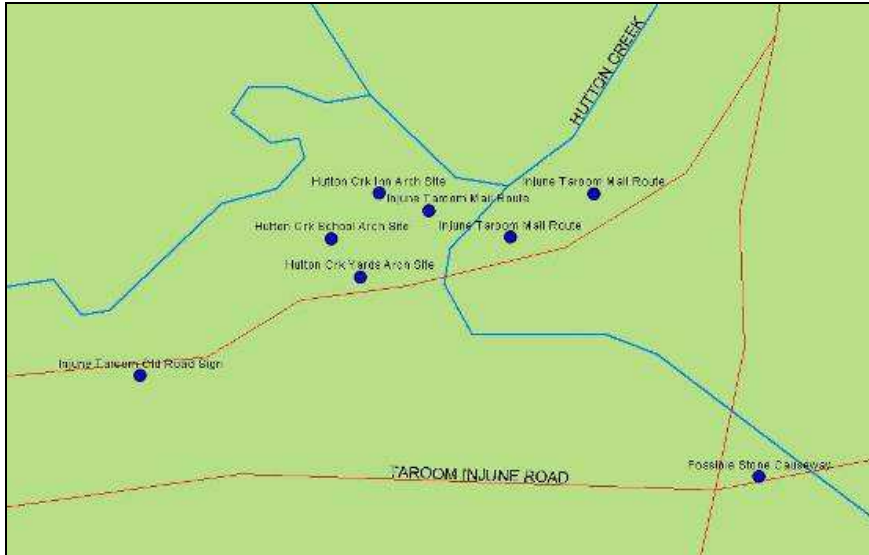 HUTTON CREEK
Hutton Crk Inn Arch Site
Injune Taroom Mail Route
Injune Taroom Mail Route
Hutton Crk School Arch Site
Injune Taroom Mail Route
Hutton Crk Yards Arch Site
Injune Taroom Old Road Sign
Possible Stone Causeway
TAROOM INJUNE ROAD